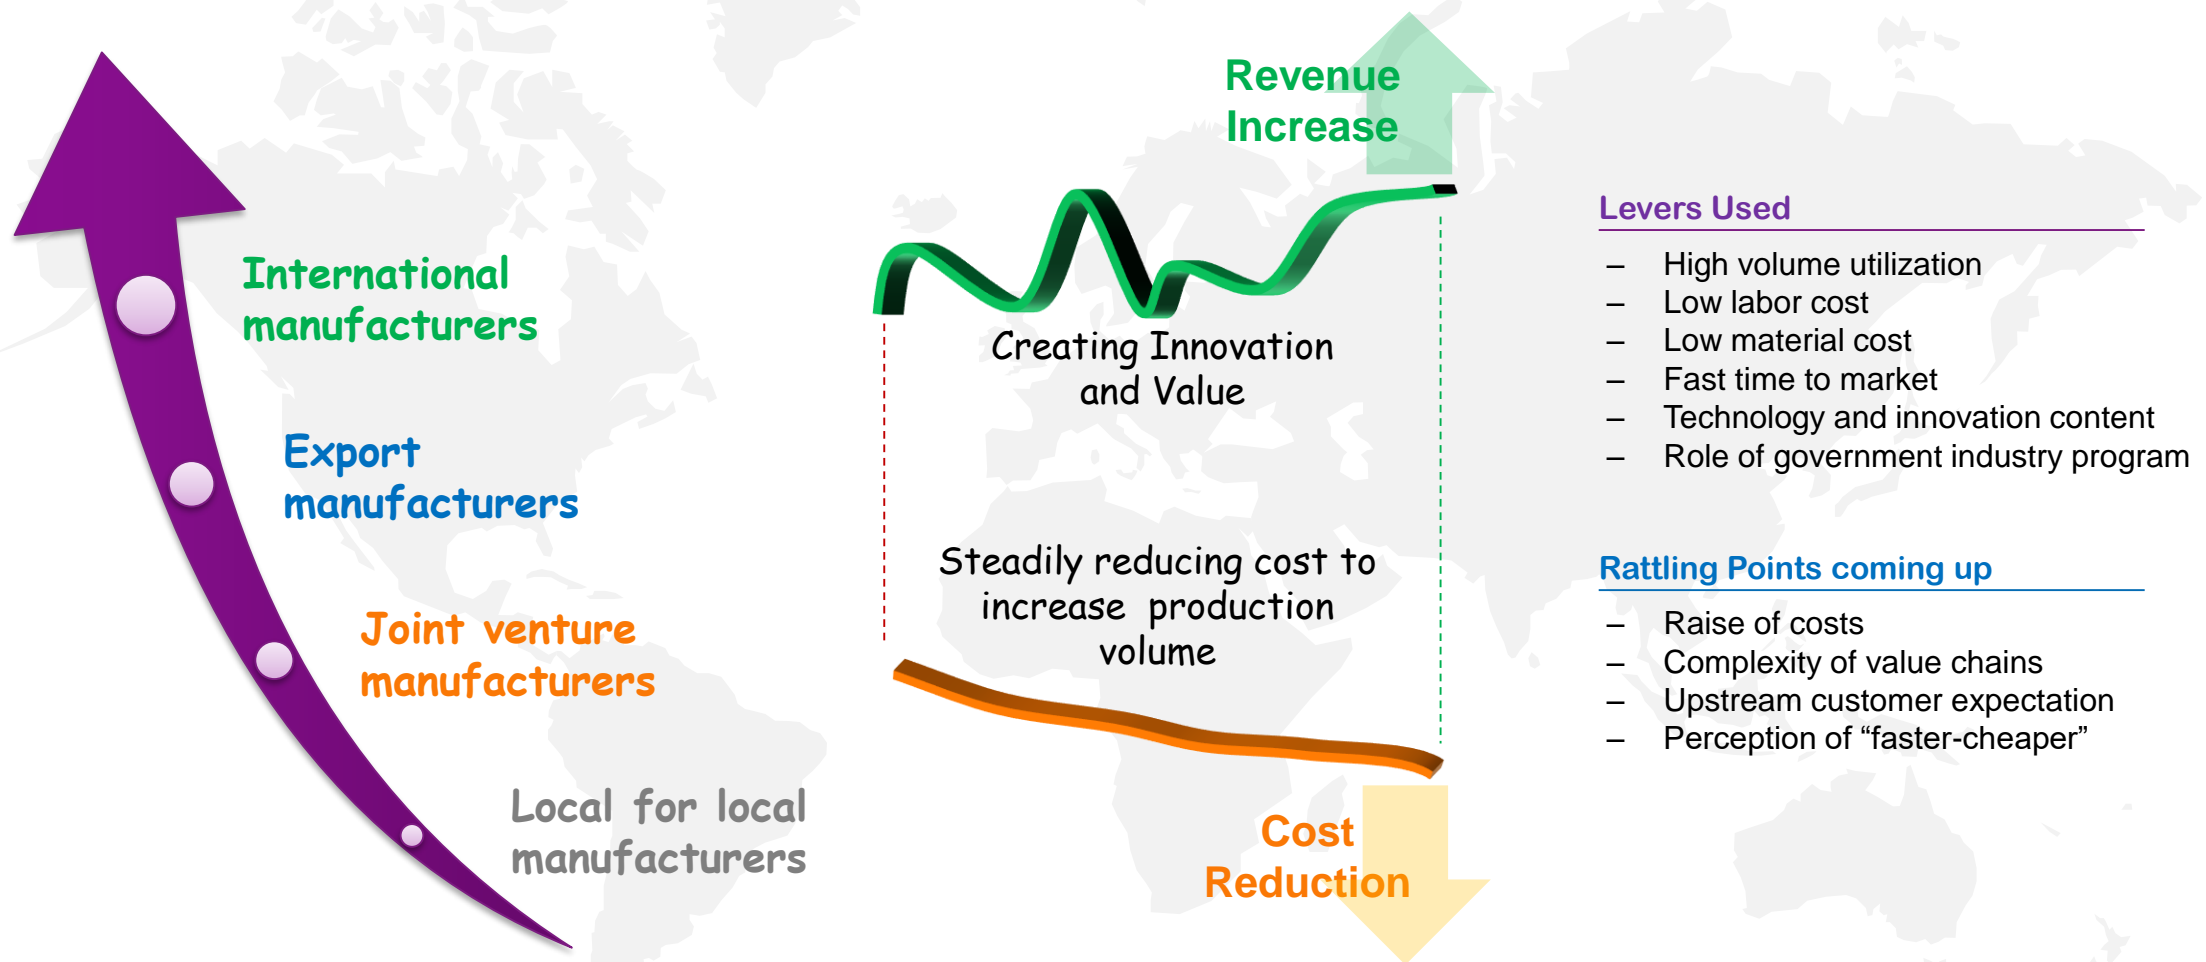 International
manufacturers
Export
manufacturers
Joint venture
manufacturers
Local for local
manufacturers
Revenue
Increase
Creating Innovation
and Value
Steadily reducing cost to
increase production
volume
Cost
Reduction
Levers Used
– High volume utilization
– Low labor cost
– Low material cost
– Fast time to market
– Technology and innovation content
– Role of government industry program
Rattling Points coming up
– Raise of costs
– Complexity of value chains
– Upstream customer expectation
– Perception of “faster-cheaper”